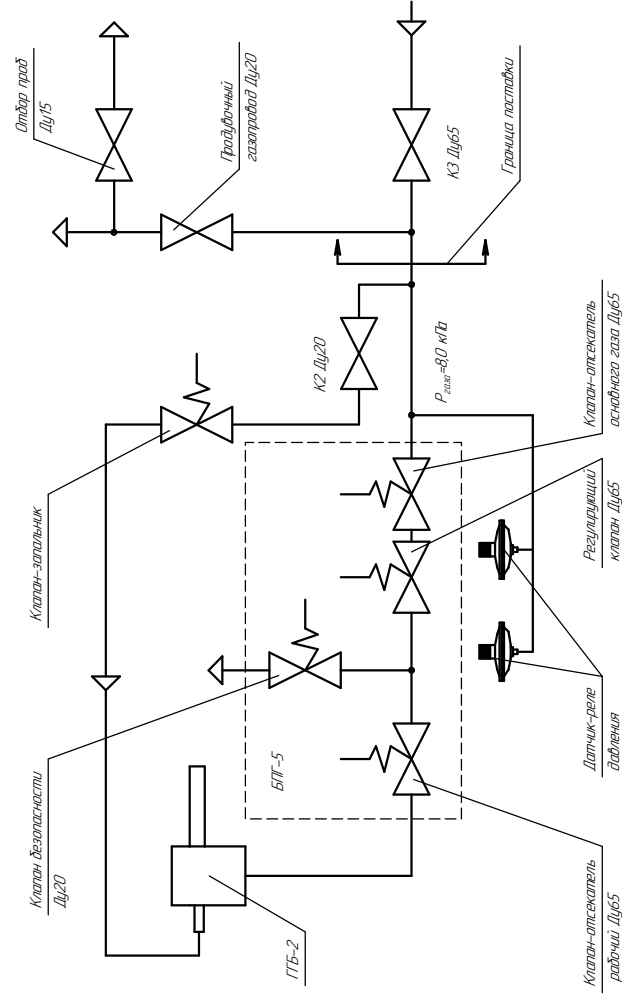 Отбор проб
Ду15
Продувочный
газопровод Ду20
К3 Ду65
Граница поставки
К2 Ду20
Ргаза=8,0 кПа
Клапан-отсекатель
основного газа Ду65
Клапан-запальник
Регулирующий
клапан Ду65
БПГ-5
Датчик-реле
давления
Клапан безопасности
Ду20
ГГБ-2
Клапан-отсекатель
рабочий Ду65